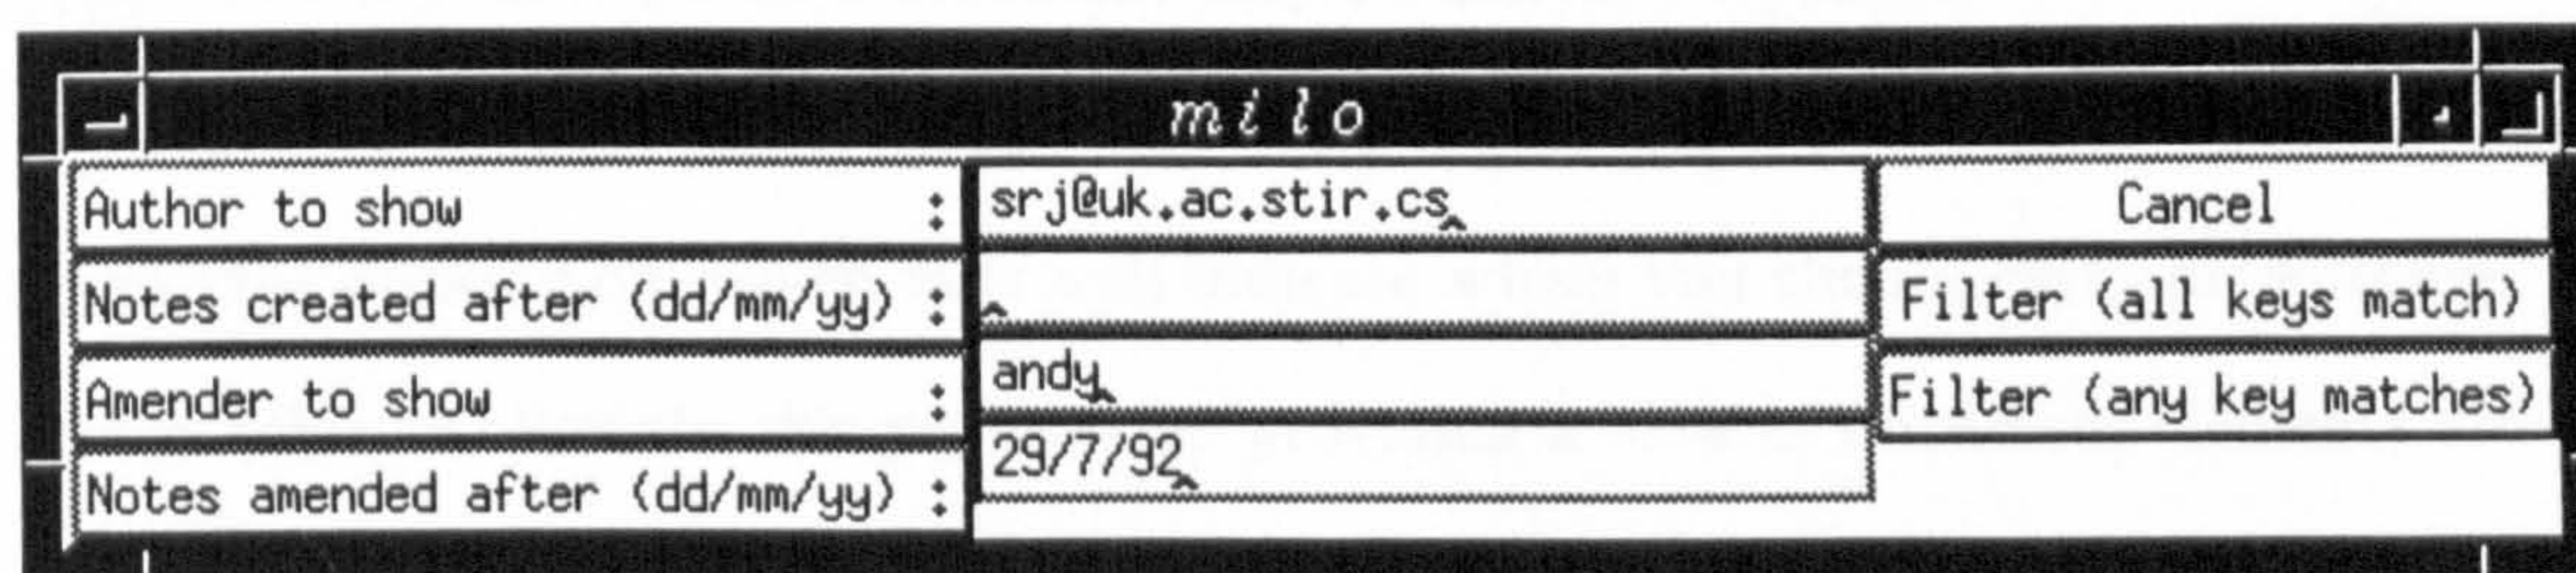 milo
Author to show : srj@uk.ac.stir.cs Cancel
Notes created after (dd/mm/yy) : Filter (all keys match)
Amender to show : andy Filter (any key matches)
Notes amended after (dd/mm/yy) : 29/7/92